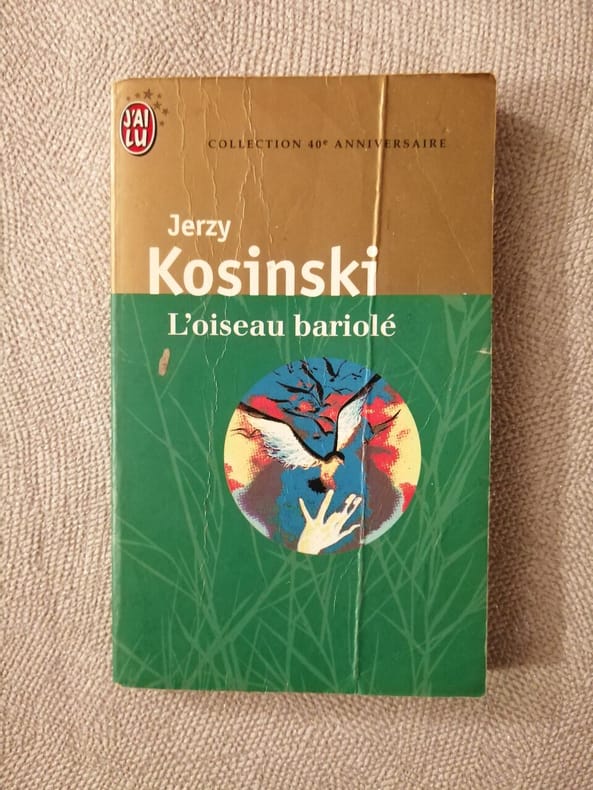 J'AI
LU
COLLECTION 40e ANNIVERSAIRE
Jerzy
Kosinski
L'oiseau bariolé